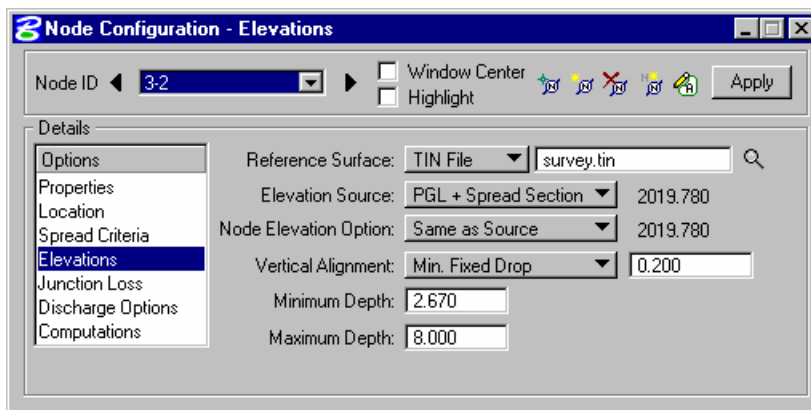 Node Configuration - Elevations
Node ID 3-2 Window Center Highlight Apply
Details
Options
Properties
Location
Spread Criteria
Elevations
Junction Loss
Discharge Options
Computations
Reference Surface: TIN File survey.tin
Elevation Source: PGL + Spread Section 2019.780
Node Elevation Option: Same as Source 2019.780
Vertical Alignment: Min. Fixed Drop 0.200
Minimum Depth: 2.670
Maximum Depth: 8.000